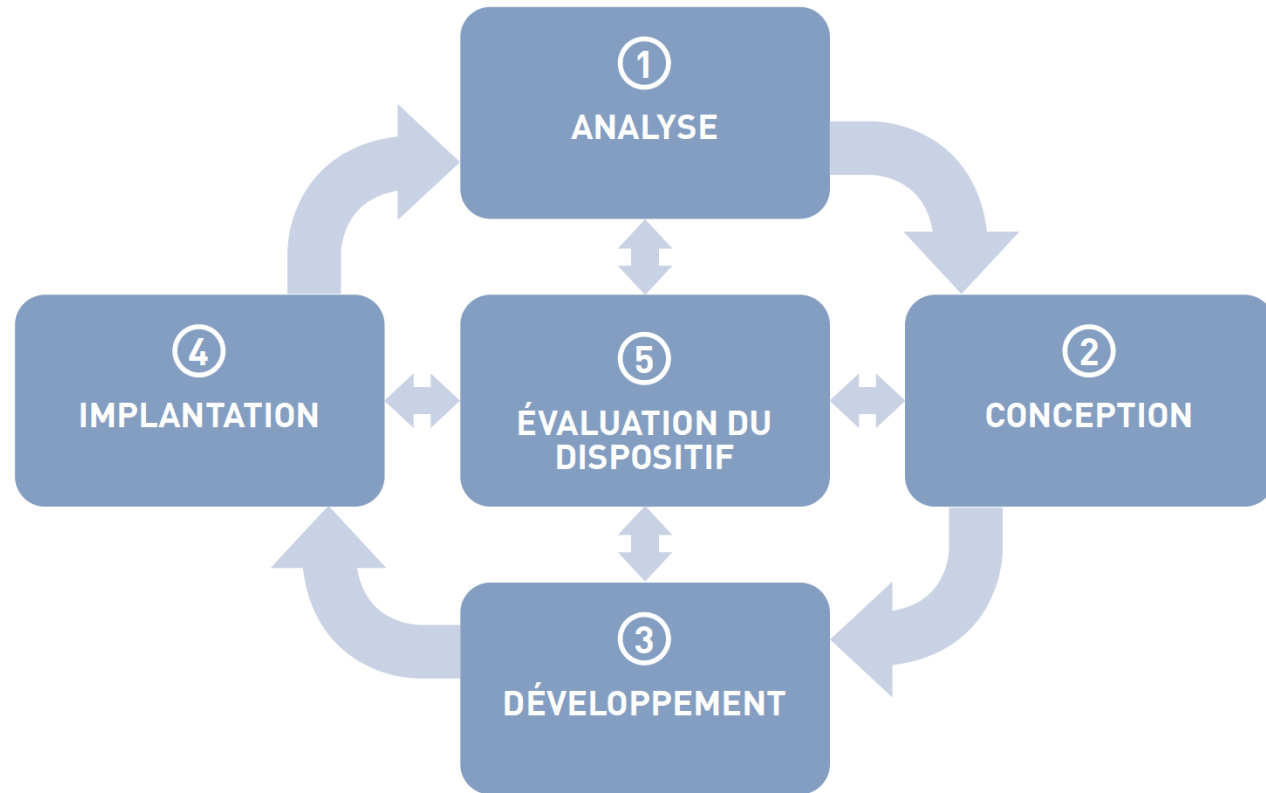 1
ANALYSE
4
IMPLANTATION
5
ÉVALUATION DU
DISPOSITIF
2
CONCEPTION
3
DÉVELOPPEMENT